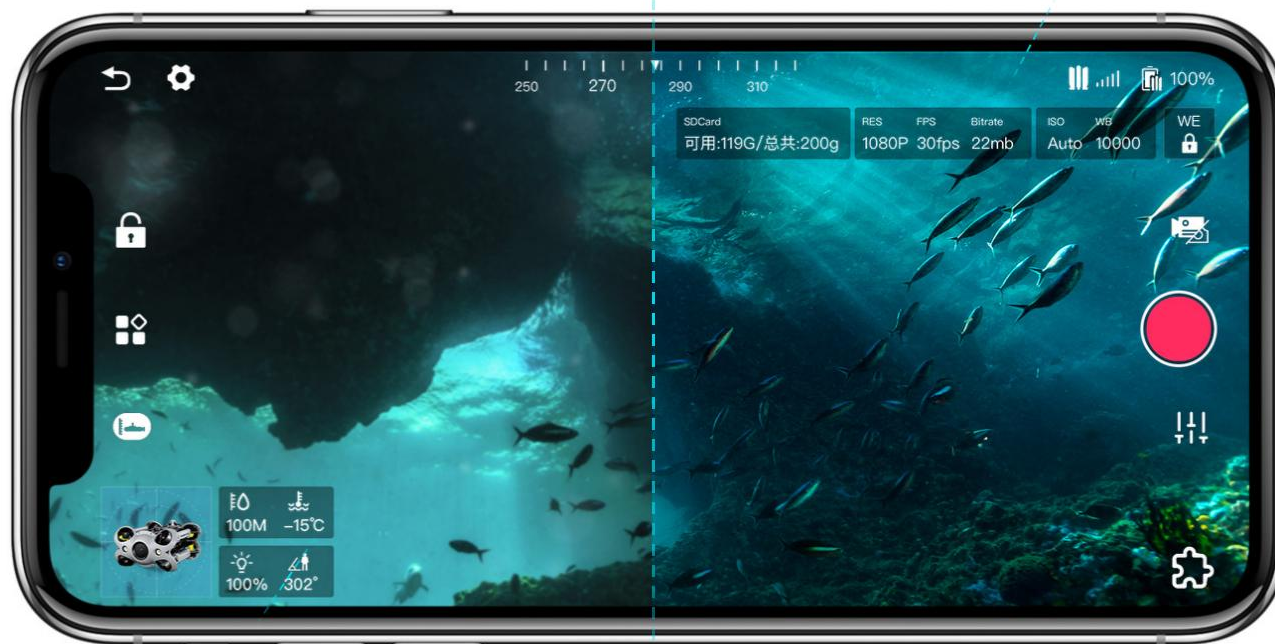 250 270 290 310
100%
SDCard
可用:119G/总共:200g
RES FPS Bitrate
1080P 30fps 22mb
ISO WB
Auto 10000
WE
100M -15℃
100% 302°